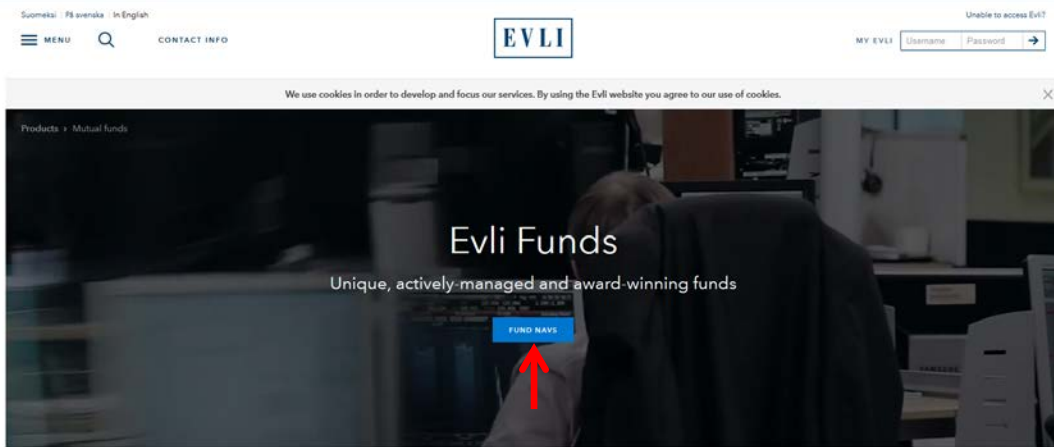 Suomeksi På svenska In English
Unable to access Evli?
MENU CONTACT INFO
EVLI
MY EVLI Username Password
We use cookies in order to develop and focus our services. By using the Evli website you agree to our use of cookies.
Products › Mutual funds
Evli Funds
Unique, actively-managed and award-winning funds
FUND NAVS